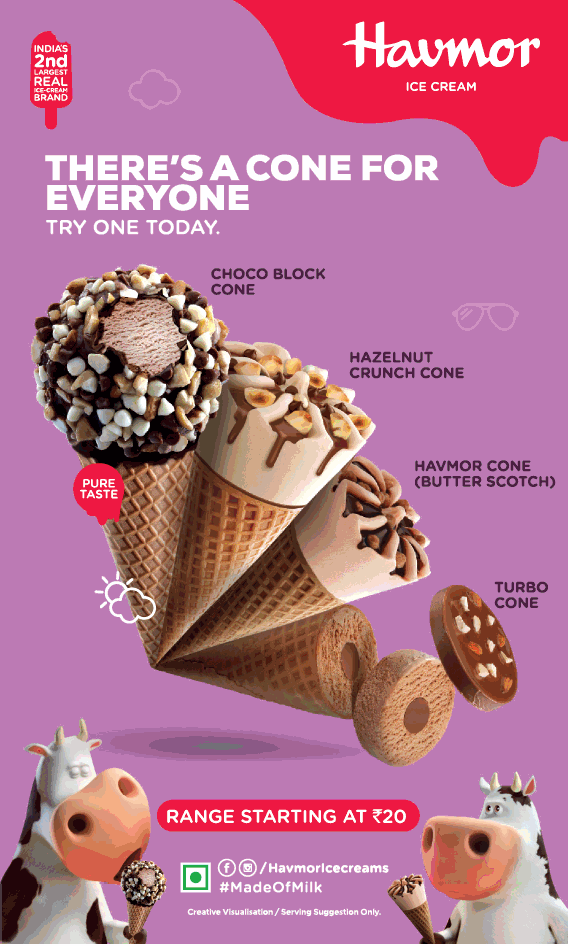 INDIA'S
2nd
LARGEST
REAL
ICE-CREAM
BRAND
Havmor
ICE CREAM
THERE'S A CONE FOR
EVERYONE
TRY ONE TODAY.
CHOCO BLOCK
CONE
HAZELNUT
CRUNCH CONE
HAVMOR CONE
(BUTTER SCOTCH)
PURE
TASTE
TURBO
CONE
RANGE STARTING AT ₹20
/HavmorIcecreams
#MadeOfMilk
Creative Visualisation / Serving Suggestion Only.